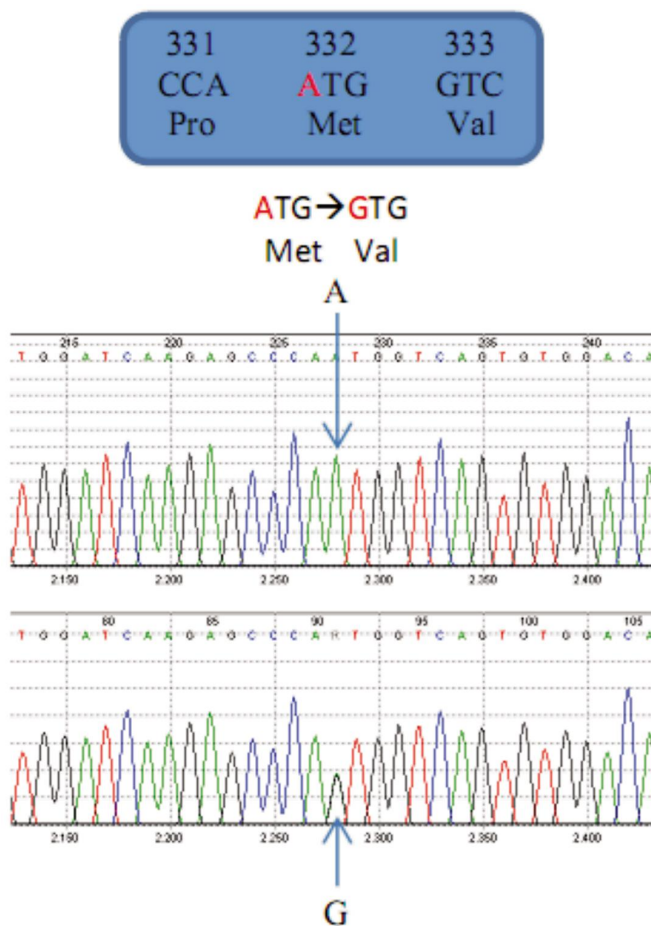 331 332 333
CCA ATG GTC
Pro Met Val
ATG→GTG
Met Val
A
215 220 225 230 235 240
T G G A T C A A G A G C C C A A T G G T C A G T G T G G A C A
2.150 2.200 2.250 2.300 2.350 2.400
80 85 90 95 100 105
T G G A T C A A G A G C C C A R T G G T C A G T G T G G A C A
2.150 2.200 2.250 2.300 2.350 2.400
G